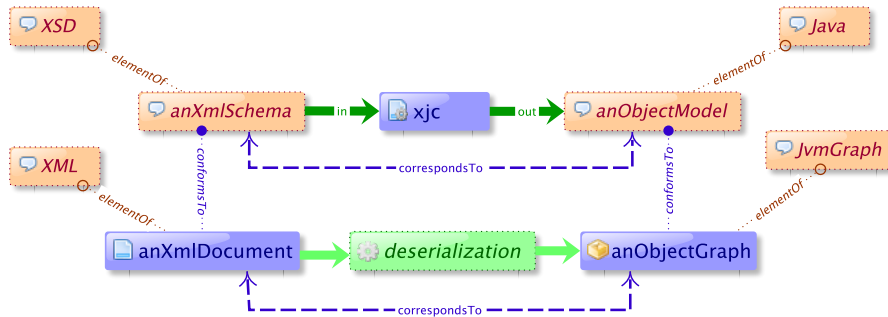 XSD
Java
elementOf
elementOf
anXmlSchema
in
xjc
out
anObjectModel
XML
conformsTo
correspondsTo
conformsTo
JvmGraph
elementOf
elementOf
anXmlDocument
deserialization
anObjectGraph
correspondsTo